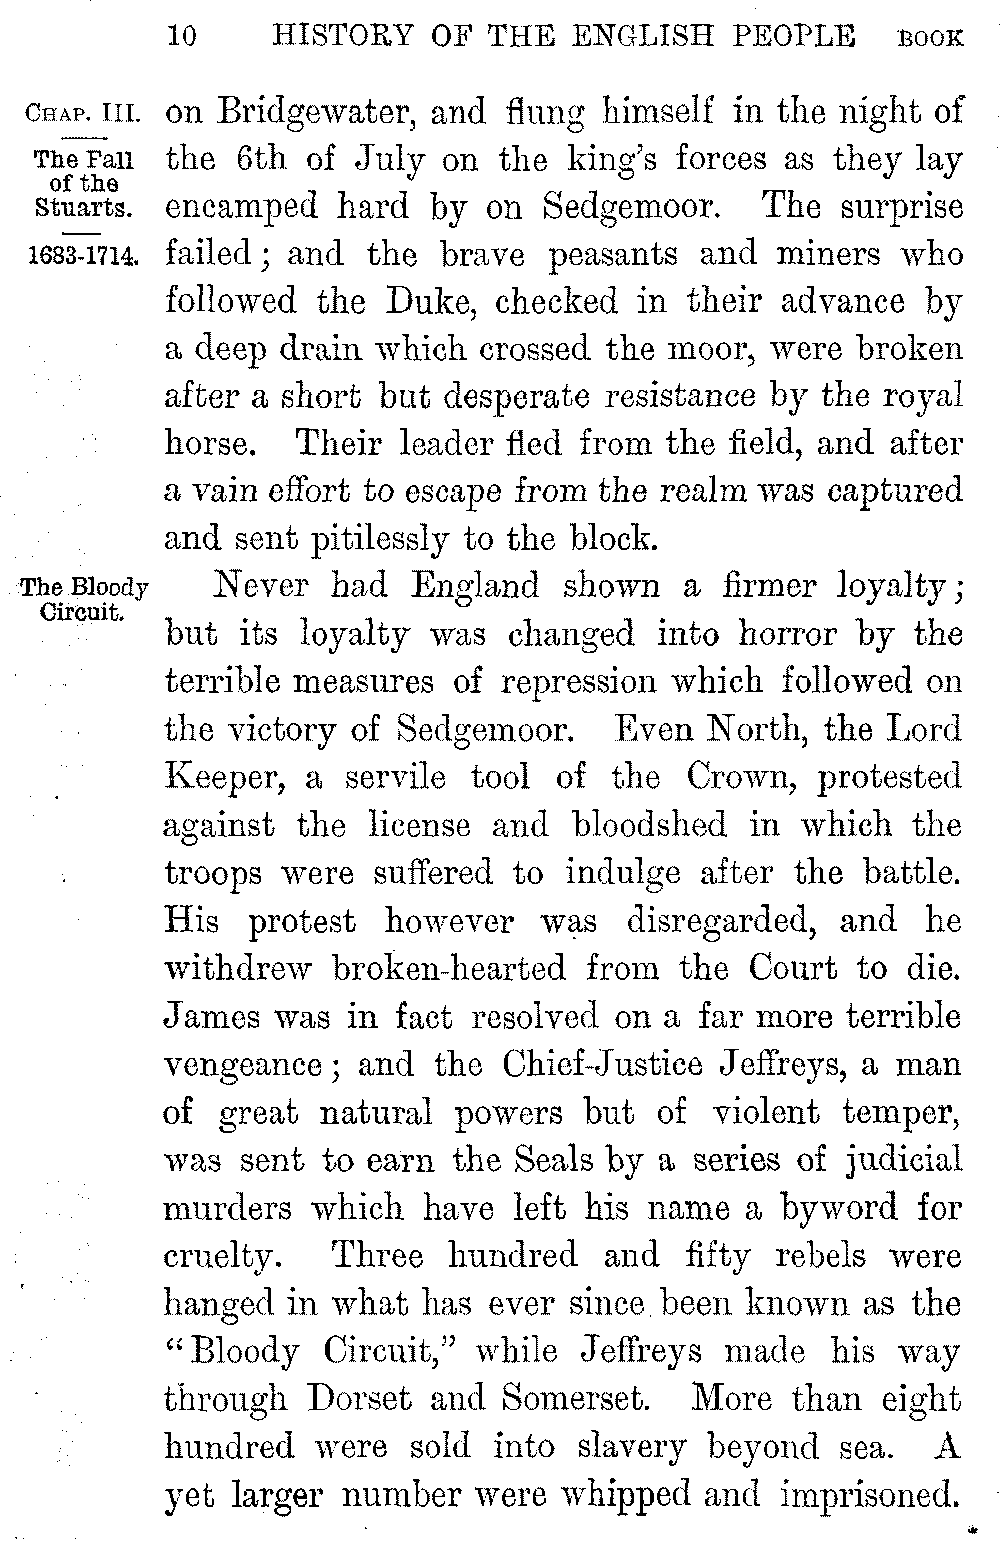 10 HISTORY OF THE ENGLISH PEOPLE BOOK
CHAP. III.
The Fall
of the
Stuarts.
1683-1714.
on Bridgewater, and flung himself in the night of
the 6th of July on the king's forces as they lay
encamped hard by on Sedgemoor. The surprise
failed; and the brave peasants and miners who
followed the Duke, checked in their advance by
a deep drain which crossed the moor, were broken
after a short but desperate resistance by the royal
horse. Their leader fled from the field, and after
a vain effort to escape from the realm was captured
and sent pitilessly to the block.
The Bloody
Circuit.
Never had England shown a firmer loyalty;
but its loyalty was changed into horror by the
terrible measures of repression which followed on
the victory of Sedgemoor. Even North, the Lord
Keeper, a servile tool of the Crown, protested
against the license and bloodshed in which the
troops were suffered to indulge after the battle.
His protest however was disregarded, and he
withdrew broken-hearted from the Court to die.
James was in fact resolved on a far more terrible
vengeance; and the Chief-Justice Jeffreys, a man
of great natural powers but of violent temper,
was sent to earn the Seals by a series of judicial
murders which have left his name a byword for
cruelty. Three hundred and fifty rebels were
hanged in what has ever since been known as the
"Bloody Circuit," while Jeffreys made his way
through Dorset and Somerset. More than eight
hundred were sold into slavery beyond sea. A
yet larger number were whipped and imprisoned.